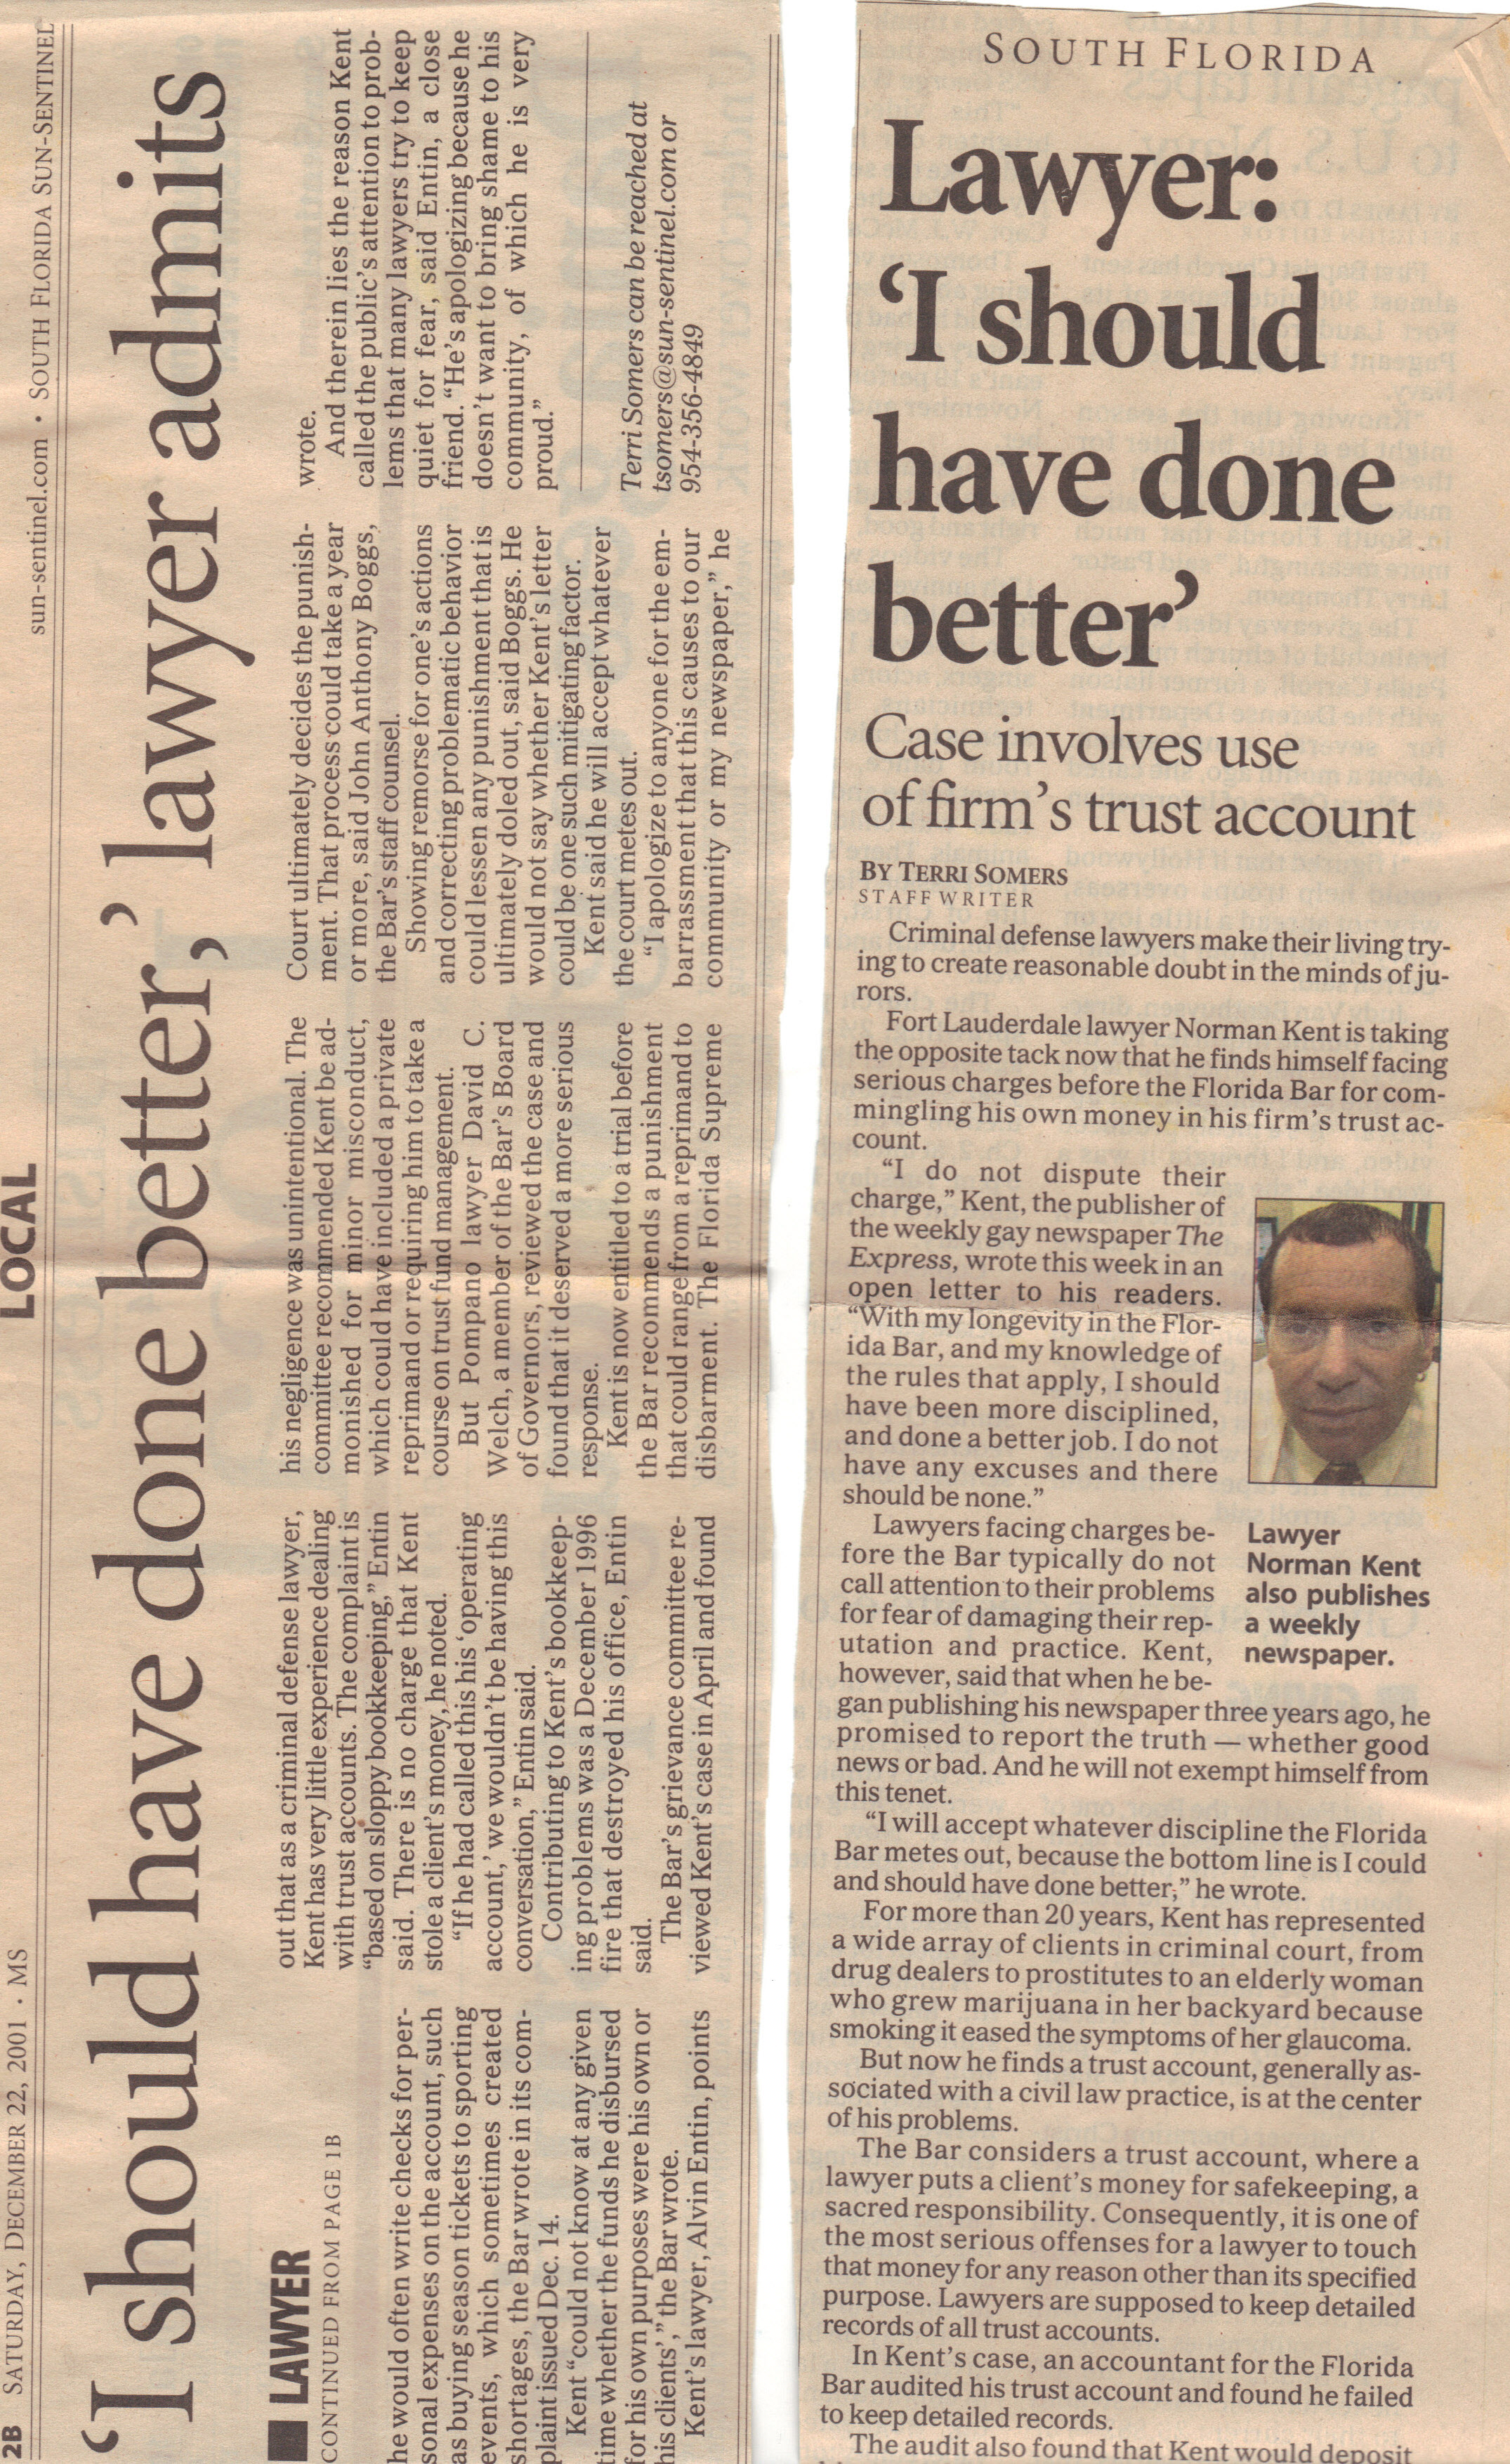 2B SATURDAY, DECEMBER 22, 2001 · MS
LOCAL
sun-sentinel.com • SOUTH FLORIDA SUN-SENTINEL
‘I should have done better,’ lawyer admits
■ LAWYER
CONTINUED FROM PAGE 1B
he would often write checks for per-
sonal expenses on the account, such
as buying season tickets to sporting
events, which sometimes created
shortages, the Bar wrote in its com-
plaint issued Dec. 14.
Kent “could not know at any given
time whether the funds he disbursed
for his own purposes were his own or
his clients’,” the Bar wrote.
Kent’s lawyer, Alvin Entin, points
out that as a criminal defense lawyer,
Kent has very little experience dealing
with trust accounts. The complaint is
“based on sloppy bookkeeping,” Entin
said. There is no charge that Kent
stole a client’s money, he noted.
“If he had called this his ‘operating
account,’ we wouldn’t be having this
conversation,” Entin said.
Contributing to Kent’s bookkeep-
ing problems was a December 1996
fire that destroyed his office, Entin
said.
The Bar’s grievance committee re-
viewed Kent’s case in April and found
his negligence was unintentional. The
committee recommended Kent be ad-
monished for minor misconduct,
which could have included a private
reprimand or requiring him to take a
course on trust fund management.
But Pompano lawyer David C.
Welch, a member of the Bar’s Board
of Governors, reviewed the case and
found that it deserved a more serious
response.
Kent is now entitled to a trial before
the Bar recommends a punishment
that could range from a reprimand to
disbarment. The Florida Supreme
Court ultimately decides the punish-
ment. That process could take a year
or more, said John Anthony Boggs,
the Bar’s staff counsel.
Showing remorse for one’s actions
and correcting problematic behavior
could lessen any punishment that is
ultimately doled out, said Boggs. He
would not say whether Kent’s letter
could be one such mitigating factor.
Kent said he will accept whatever
the court metes out.
“I apologize to anyone for the em-
barrassment that this causes to our
community or my newspaper,” he
wrote.
And therein lies the reason Kent
called the public’s attention to prob-
lems that many lawyers try to keep
quiet for fear, said Entin, a close
friend. “He’s apologizing because he
doesn’t want to bring shame to his
community, of which he is very
proud.”
Terri Somers can be reached at
tsomers@sun-sentinel.com or
954-356-4849
SOUTH FLORIDA
Lawyer:
‘I should
have done
better’
Case involves use
of firm’s trust account
BY TERRI SOMERS
STAFF WRITER
Criminal defense lawyers make their living try-
ing to create reasonable doubt in the minds of ju-
rors.
Fort Lauderdale lawyer Norman Kent is taking
the opposite tack now that he finds himself facing
serious charges before the Florida Bar for com-
mingling his own money in his firm’s trust ac-
count.
“I do not dispute their
charge,” Kent, the publisher of
the weekly gay newspaper The
Express, wrote this week in an
open letter to his readers.
“With my longevity in the Flor-
ida Bar, and my knowledge of
the rules that apply, I should
have been more disciplined,
and done a better job. I do not
have any excuses and there
should be none.”
Lawyers facing charges be-
fore the Bar typically do not
call attention to their problems
for fear of damaging their rep-
utation and practice. Kent,
however, said that when he be-
gan publishing his newspaper three years ago, he
promised to report the truth — whether good
news or bad. And he will not exempt himself from
this tenet.
“I will accept whatever discipline the Florida
Bar metes out, because the bottom line is I could
and should have done better,” he wrote.
For more than 20 years, Kent has represented
a wide array of clients in criminal court, from
drug dealers to prostitutes to an elderly woman
who grew marijuana in her backyard because
smoking it eased the symptoms of her glaucoma.
But now he finds a trust account, generally as-
sociated with a civil law practice, is at the center
of his problems.
The Bar considers a trust account, where a
lawyer puts a client’s money for safekeeping, a
sacred responsibility. Consequently, it is one of
the most serious offenses for a lawyer to touch
that money for any reason other than its specified
purpose. Lawyers are supposed to keep detailed
records of all trust accounts.
In Kent’s case, an accountant for the Florida
Bar audited his trust account and found he failed
to keep detailed records.
The audit also found that Kent would deposit
Lawyer
Norman Kent
also publishes
a weekly
newspaper.